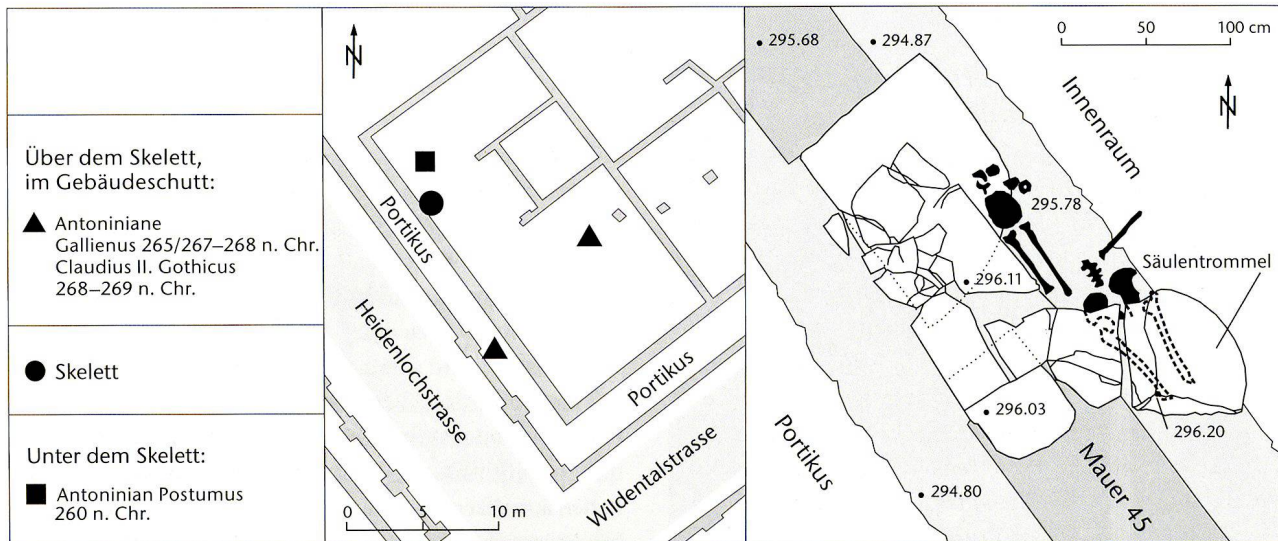 Über dem Skelett,
im Gebäudeschutt:
Antoniniane
Gallienus 265/267–268 n. Chr.
Claudius II. Gothicus
268–269 n. Chr.
Skelett
Unter dem Skelett:
Antoninian Postumus
260 n. Chr.
N
Portikus
Heidenlochstrasse
Portikus
Wildentalstrasse
0 5 10 m
295.68
294.87
0 50 100 cm
N
Innenraum
295.78
Säulentrommel
296.11
296.03
296.20
Portikus
294.80
Mauer 45